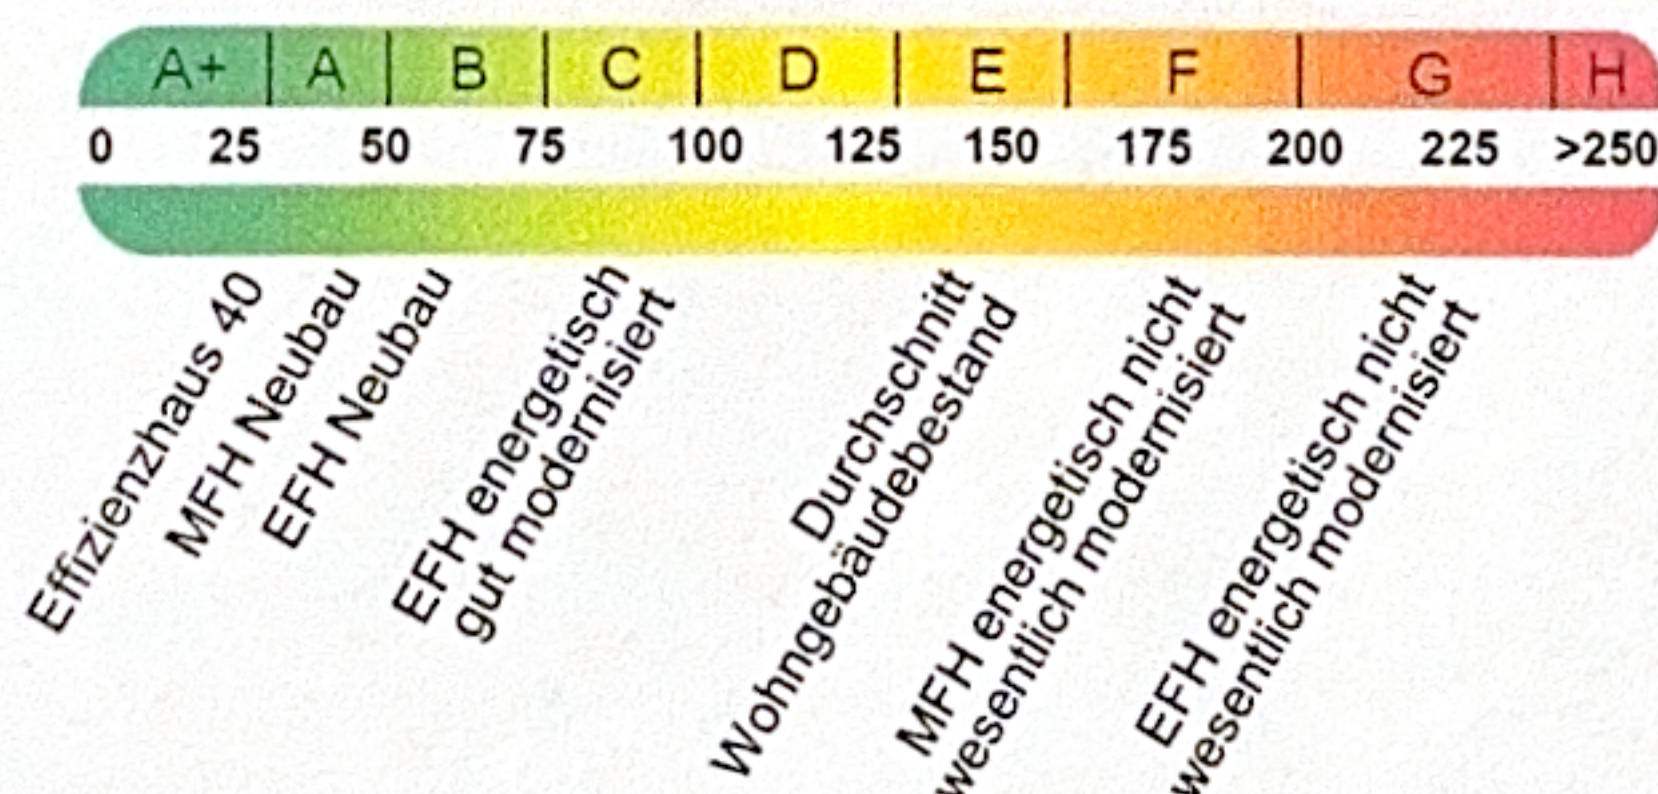 A+ A B C D E F G H
0 25 50 75 100 125 150 175 200 225 >250
Effizienzhaus 40
MFH Neubau
EFH Neubau
EFH energetisch
gut modernisiert
Durchschnitt
Wohngebäudebestand
MFH energetisch nicht
wesentlich modernisiert
EFH energetisch nicht
wesentlich modernisiert